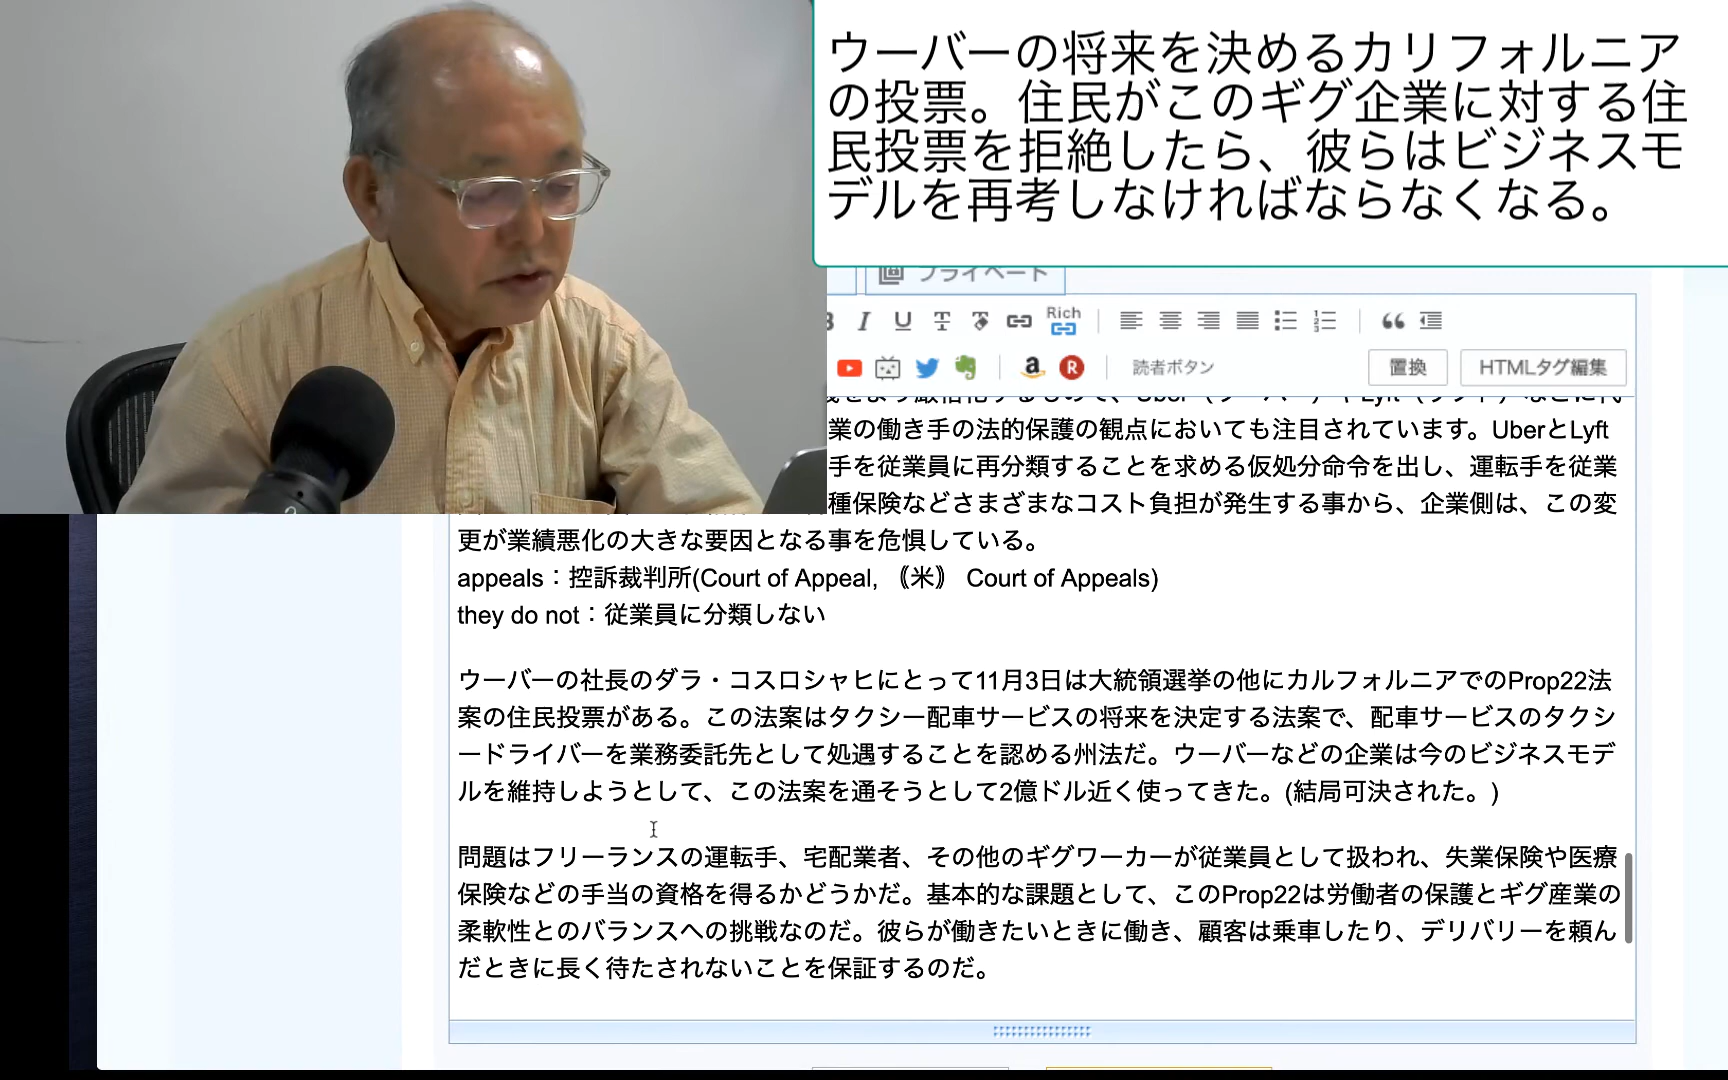 ウーバーの将来を決めるカリフォルニア
の投票。住民がこのギグ企業に対する住
民投票を拒絶したら、彼らはビジネスモ
デルを再考しなければならなくなる。
プライベート
I U T Rich
a R 読者ボタン 置換 HTMLタグ編集
業の働き手の法的保護の観点においても注目されています。UberとLyft
手を従業員に再分類することを求める仮処分命令を出し、運転手を従業
種保険などさまざまなコスト負担が発生する事から、企業側は、この変
更が業績悪化の大きな要因となる事を危惧している。
appeals：控訴裁判所(Court of Appeal, 《米》 Court of Appeals)
they do not：従業員に分類しない
ウーバーの社長のダラ・コスロシャヒにとって11月3日は大統領選挙の他にカルフォルニアでのProp22法
案の住民投票がある。この法案はタクシー配車サービスの将来を決定する法案で、配車サービスのタクシ
ードライバーを業務委託先として処遇することを認める州法だ。ウーバーなどの企業は今のビジネスモデ
ルを維持しようとして、この法案を通そうとして2億ドル近く使ってきた。(結局可決された。)
問題はフリーランスの運転手、宅配業者、その他のギグワーカーが従業員として扱われ、失業保険や医療
保険などの手当の資格を得るかどうかだ。基本的な課題として、このProp22は労働者の保護とギグ産業の
柔軟性とのバランスへの挑戦なのだ。彼らが働きたいときに働き、顧客は乗車したり、デリバリーを頼ん
だときに長く待たされないことを保証するのだ。